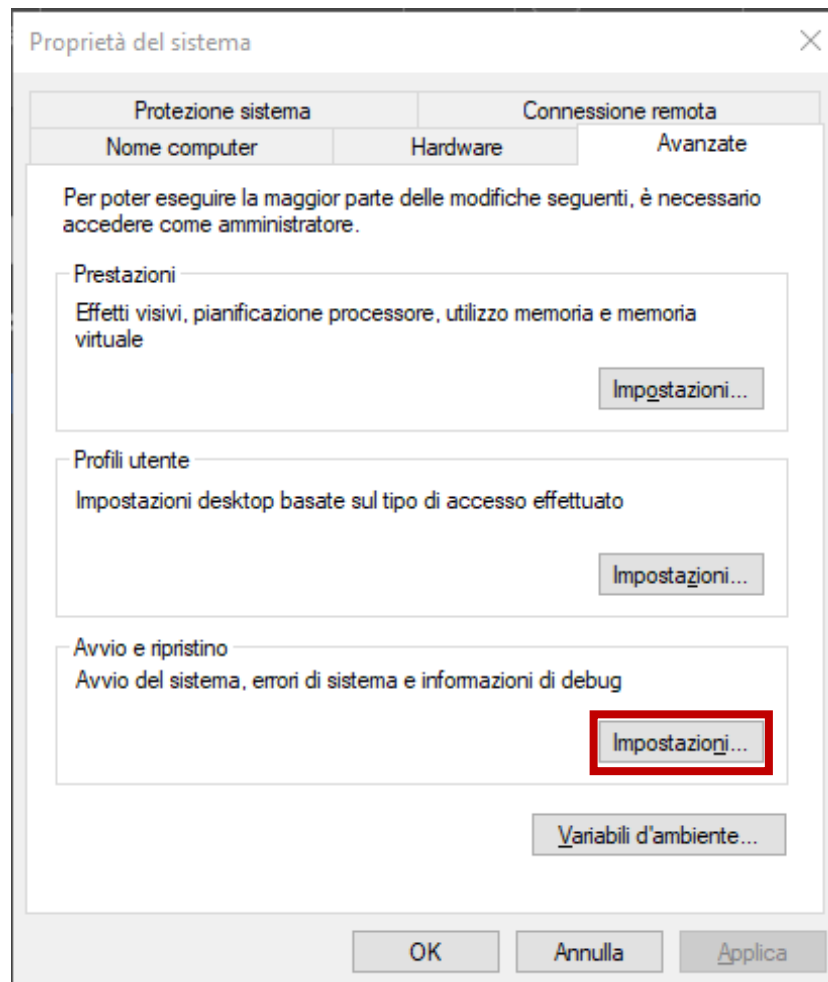 Proprietà del sistema
Protezione sistema
Connessione remota
Nome computer
Hardware
Avanzate
Per poter eseguire la maggior parte delle modifiche seguenti, è necessario
accedere come amministratore.
Prestazioni
Effetti visivi, pianificazione processore, utilizzo memoria e memoria
virtuale
Impostazioni...
Profili utente
Impostazioni desktop basate sul tipo di accesso effettuato
Impostazioni...
Avvio e ripristino
Avvio del sistema, errori di sistema e informazioni di debug
Impostazioni...
Variabili d'ambiente...
OK
Annulla
Applica